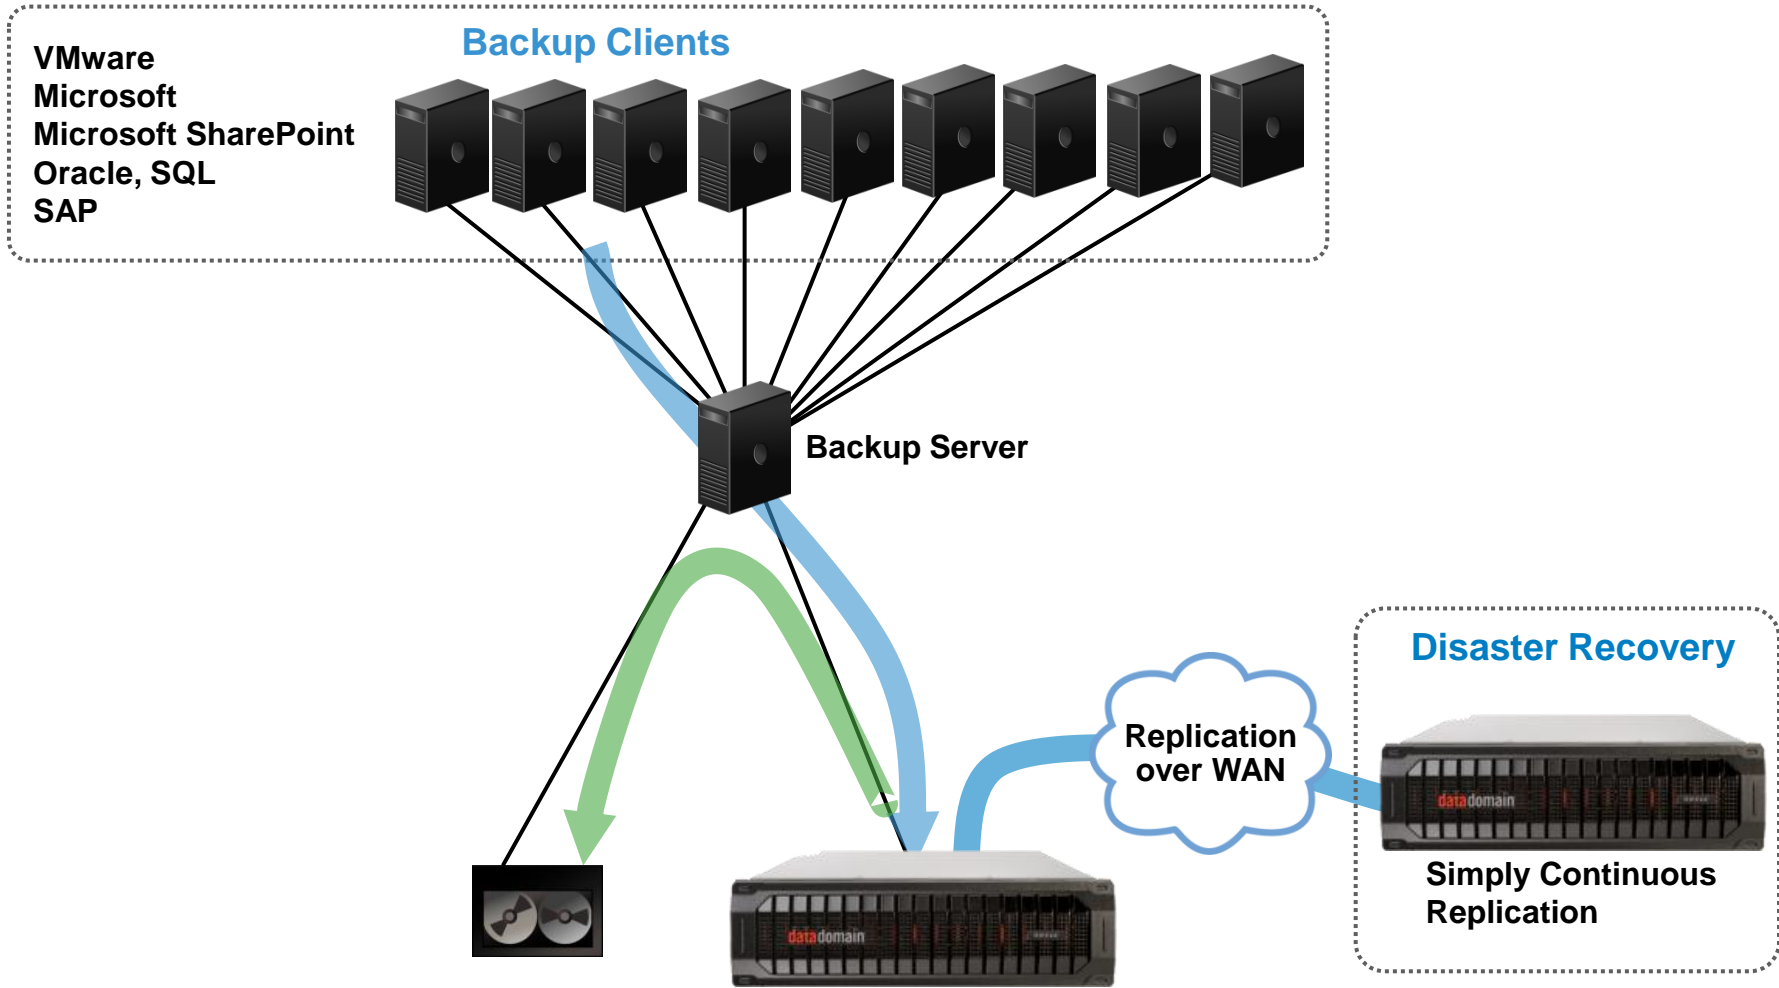 Backup Clients
VMware
Microsoft
Microsoft SharePoint
Oracle, SQL
SAP
Backup Server
Disaster Recovery
Replication
over WAN
datadomain
Simply Continuous
Replication
datadomain